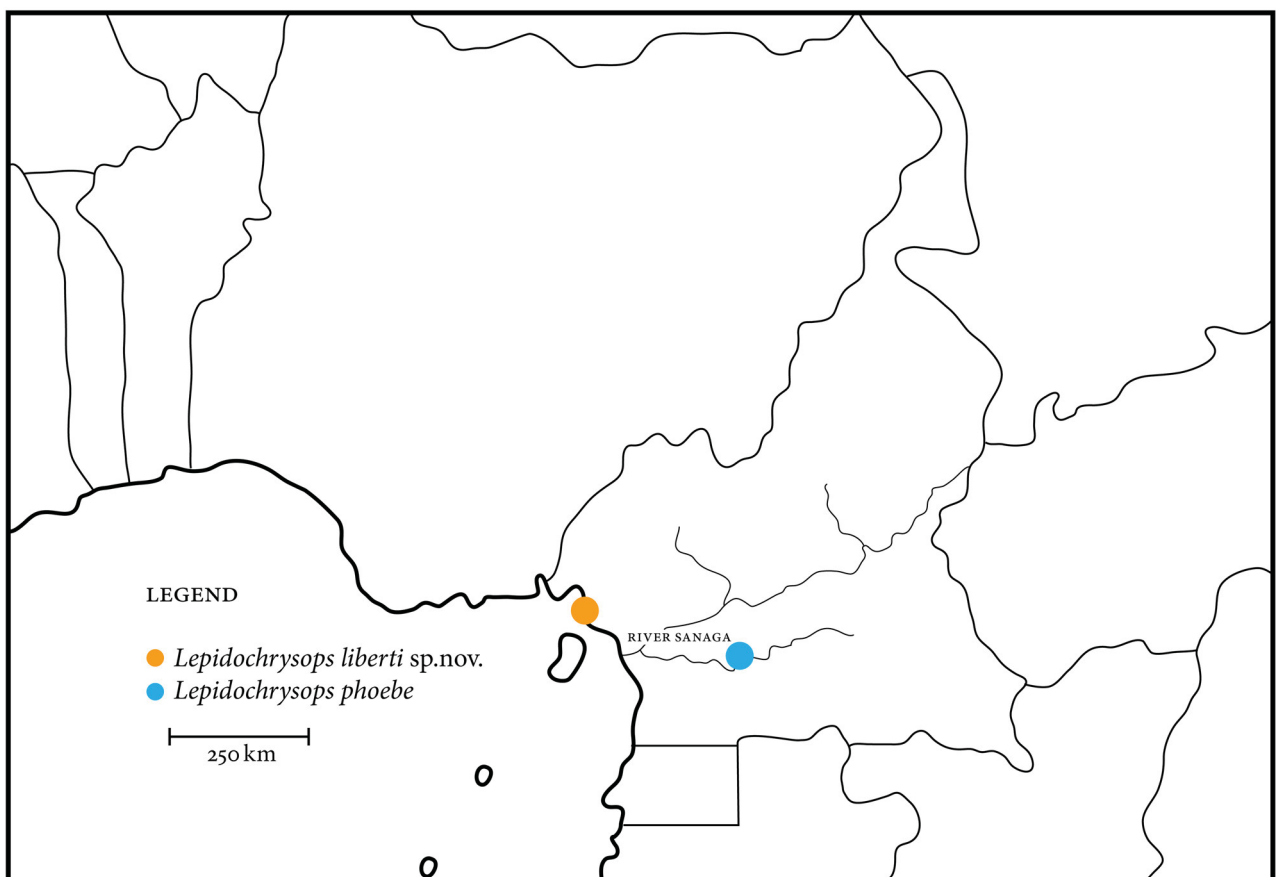 RIVER SANAGA
LEGEND
Lepidochrysops liberti sp.nov.
Lepidochrysops phoebe
250 km